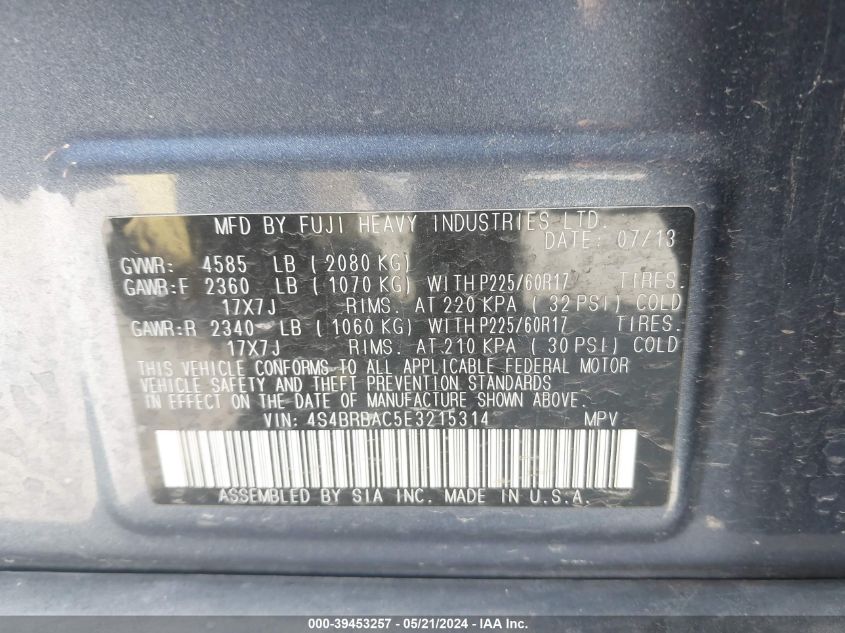 MFD BY FUJI HEAVY INDUSTRIES LTD.
DATE: 07/13
GVWR: 4585 LB ( 2080 KG)
GAWR:F 2360 LB ( 1070 KG) WITH P225/60R17 TIRES.
17X7J RIMS. AT 220 KPA ( 32 PSI) COLD
GAWR:R 2340 LB ( 1060 KG) WITH P225/60R17 TIRES.
17X7J RIMS. AT 210 KPA ( 30 PSI) COLD
THIS VEHICLE CONFORMS TO ALL APPLICABLE FEDERAL MOTOR
VEHICLE SAFETY AND THEFT PREVENTION STANDARDS
IN EFFECT ON THE DATE OF MANUFACTURE SHOWN ABOVE.
VIN: 4S4BRBAC5E3215314 MPV
ASSEMBLED BY SIA INC. MADE IN U.S.A.
000-39453257 - 05/21/2024 - IAA Inc.